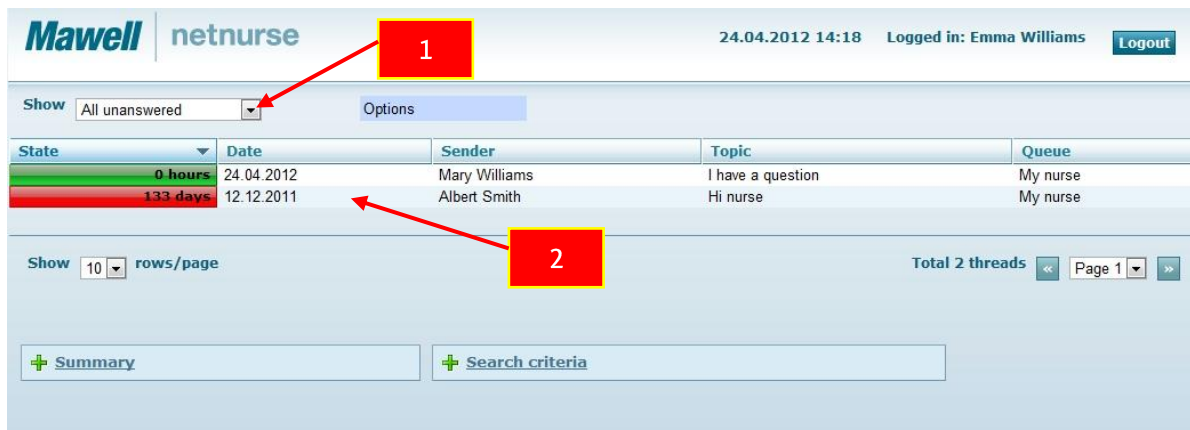 Mawell netnurse 1 24.04.2012 14:18 Logged in: Emma Williams Logout
Show All unanswered Options
State Date Sender Topic Queue
0 hours 24.04.2012 Mary Williams I have a question My nurse
133 days 12.12.2011 Albert Smith Hi nurse My nurse
2
Show 10 rows/page Total 2 threads « Page 1 »
Summary Search criteria